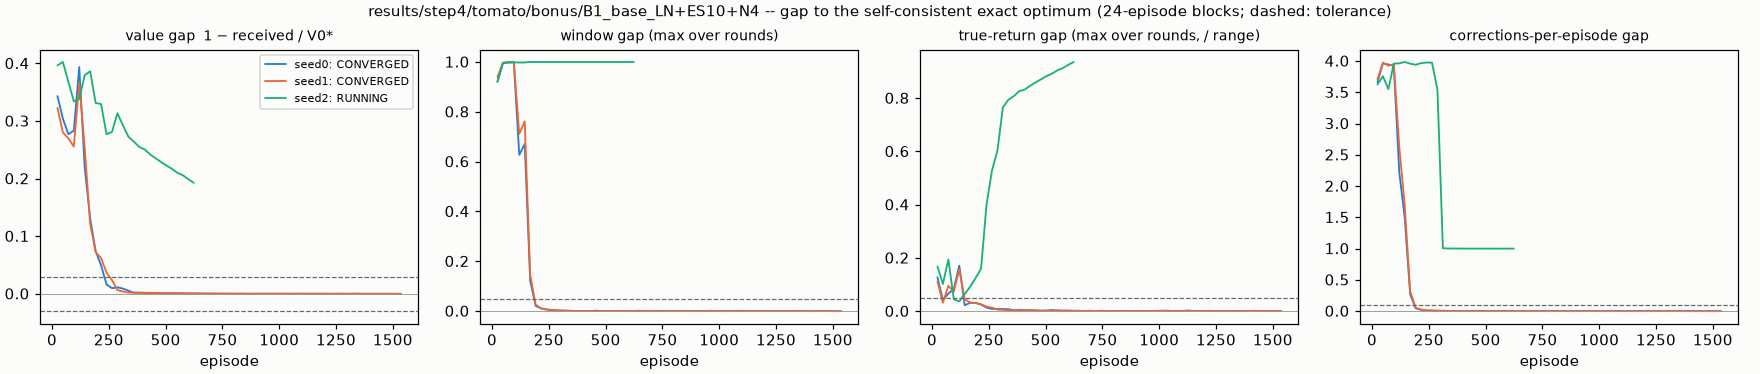 results/step4/tomato/bonus/B1_base_LN+ES10+N4 -- gap to the self-consistent exact optimum (24-episode blocks; dashed: tolerance)
value gap 1 − received / V0*
0.4
0.3
0.2
0.1
0.0
seed0: CONVERGED
seed1: CONVERGED
seed2: RUNNING
0 250 500 750 1000 1250 1500
episode
window gap (max over rounds)
1.0
0.8
0.6
0.4
0.2
0.0
0 250 500 750 1000 1250 1500
episode
true-return gap (max over rounds, / range)
0.8
0.6
0.4
0.2
0.0
0 250 500 750 1000 1250 1500
episode
corrections-per-episode gap
4.0
3.5
3.0
2.5
2.0
1.5
1.0
0.5
0.0
0 250 500 750 1000 1250 1500
episode